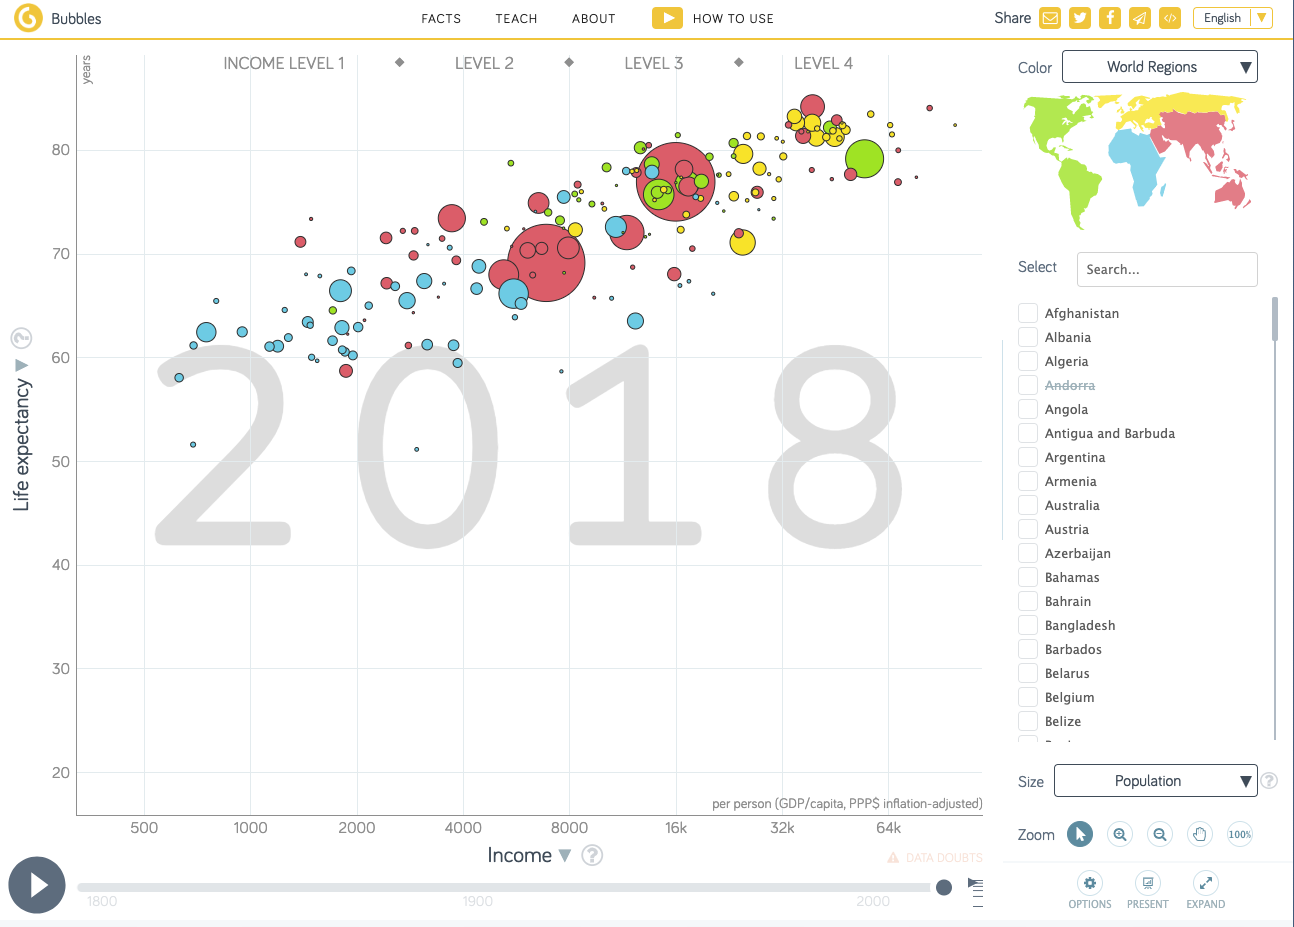 Bubbles
FACTS TEACH ABOUT HOW TO USE
Share
English ▼
years
INCOME LEVEL 1 ◆ LEVEL 2 ◆ LEVEL 3 ◆ LEVEL 4
80
70
60
50
40
30
20
Life expectancy ▼ ?
2018
per person (GDP/capita, PPP$ inflation-adjusted)
500 1000 2000 4000 8000 16k 32k 64k
Income ▼ ?
DATA DOUBTS
1800 1900 2000
Color World Regions ▼
Select Search...
Afghanistan
Albania
Algeria
Andorra
Angola
Antigua and Barbuda
Argentina
Armenia
Australia
Austria
Azerbaijan
Bahamas
Bahrain
Bangladesh
Barbados
Belarus
Belgium
Belize
Size Population ▼ ?
Zoom 100%
OPTIONS PRESENT EXPAND